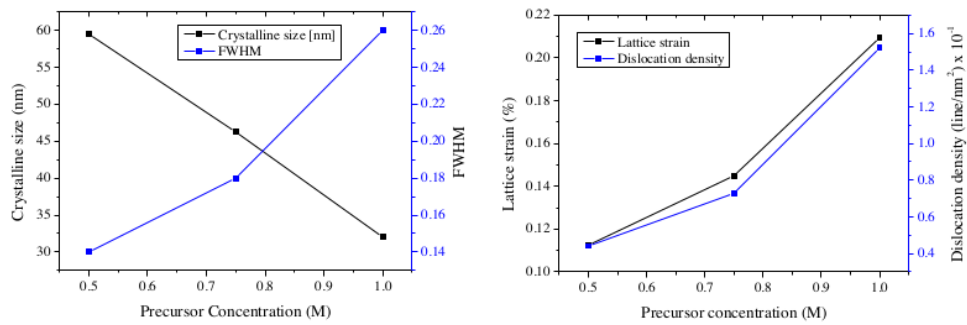 Crystalline size (nm)
60
55
50
45
40
35
30
Crystalline size [nm]
FWHM
0.26
0.24
0.22
0.20
0.18
0.16
0.14
FWHM
0.5 0.6 0.7 0.8 0.9 1.0
Precursor Concentration (M)
Lattice strain (%)
0.22
0.20
0.18
0.16
0.14
0.12
0.10
Lattice strain
Dislocation density
1.6
1.4
1.2
1.0
0.8
0.6
0.4
Dislocation density (line/nm²) x 10⁻¹
0.5 0.6 0.7 0.8 0.9 1.0
Precursor concentration (M)